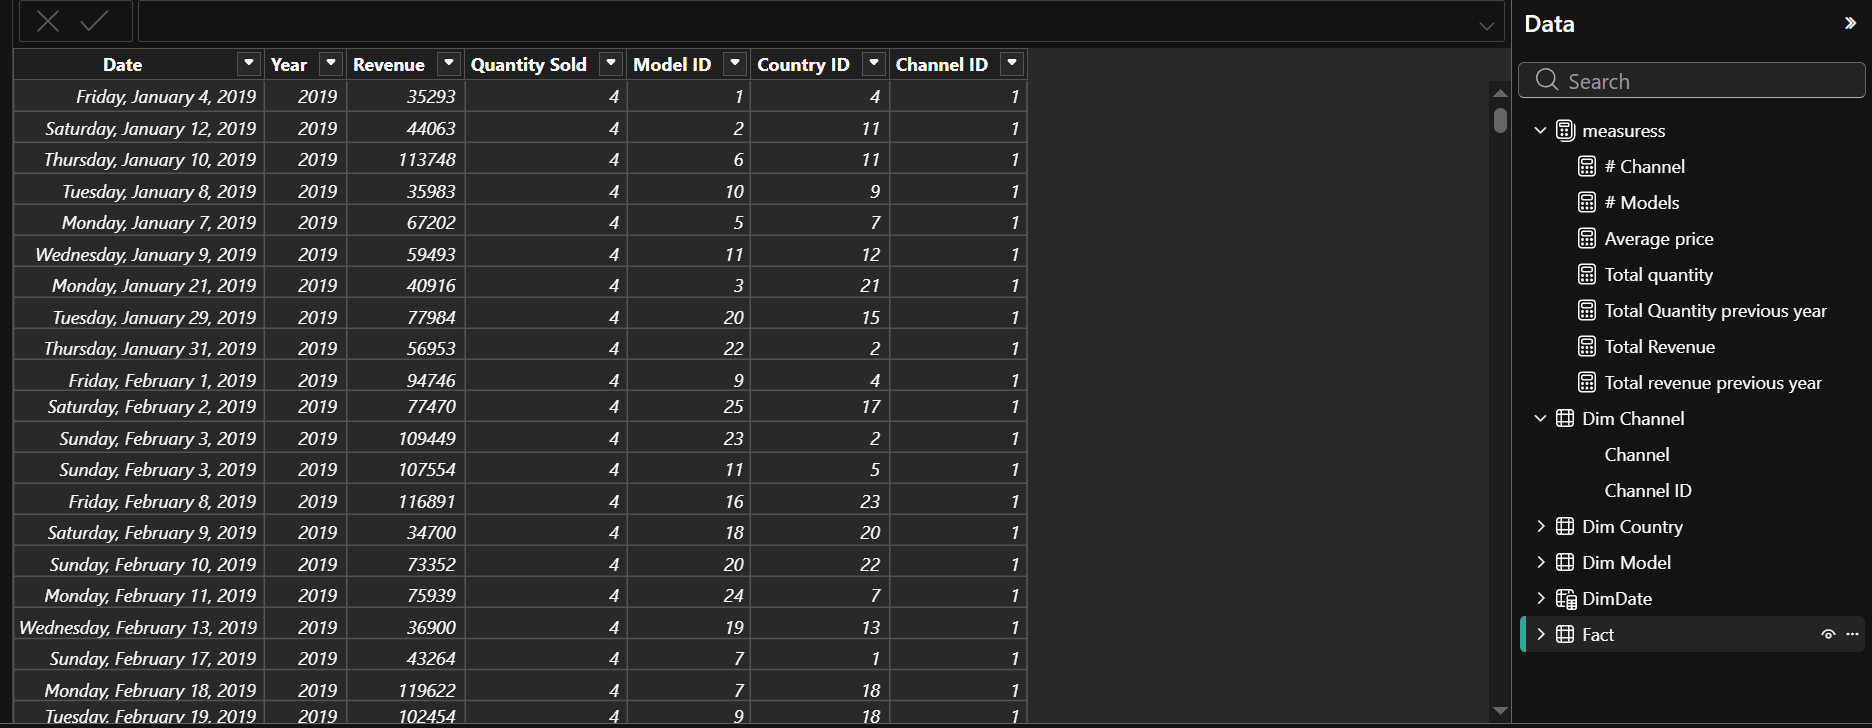 Date Year Revenue Quantity Sold Model ID Country ID Channel ID
Friday, January 4, 2019 2019 35293 4 1 4 1
Saturday, January 12, 2019 2019 44063 4 2 11 1
Thursday, January 10, 2019 2019 113748 4 6 11 1
Tuesday, January 8, 2019 2019 35983 4 10 9 1
Monday, January 7, 2019 2019 67202 4 5 7 1
Wednesday, January 9, 2019 2019 59493 4 11 12 1
Monday, January 21, 2019 2019 40916 4 3 21 1
Tuesday, January 29, 2019 2019 77984 4 20 15 1
Thursday, January 31, 2019 2019 56953 4 22 2 1
Friday, February 1, 2019 2019 94746 4 9 4 1
Saturday, February 2, 2019 2019 77470 4 25 17 1
Sunday, February 3, 2019 2019 109449 4 23 2 1
Sunday, February 3, 2019 2019 107554 4 11 5 1
Friday, February 8, 2019 2019 116891 4 16 23 1
Saturday, February 9, 2019 2019 34700 4 18 20 1
Sunday, February 10, 2019 2019 73352 4 20 22 1
Monday, February 11, 2019 2019 75939 4 24 7 1
Wednesday, February 13, 2019 2019 36900 4 19 13 1
Sunday, February 17, 2019 2019 43264 4 7 1 1
Monday, February 18, 2019 2019 119622 4 7 18 1
Tuesday, February 19, 2019 2019 102454 4 9 18 1
Data
Search
measuress
# Channel
# Models
Average price
Total quantity
Total Quantity previous year
Total Revenue
Total revenue previous year
Dim Channel
Channel
Channel ID
Dim Country
Dim Model
DimDate
Fact